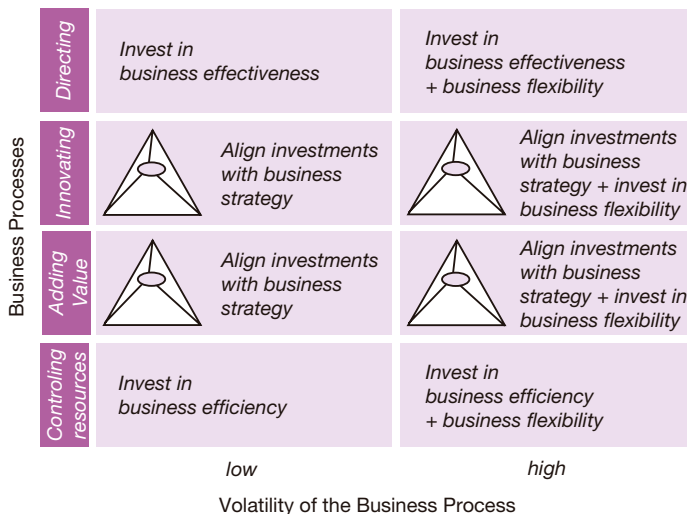 Business Processes
Directing
Invest in
business effectiveness
Invest in
business effectiveness
+ business flexibility
Innovating
Align investments
with business
strategy
Align investments
with business
strategy + invest in
business flexibility
Adding
Value
Align investments
with business
strategy
Align investments
with business
strategy + invest in
business flexibility
Controling
resources
Invest in
business efficiency
Invest in
business efficiency
+ business flexibility
low
high
Volatility of the Business Process